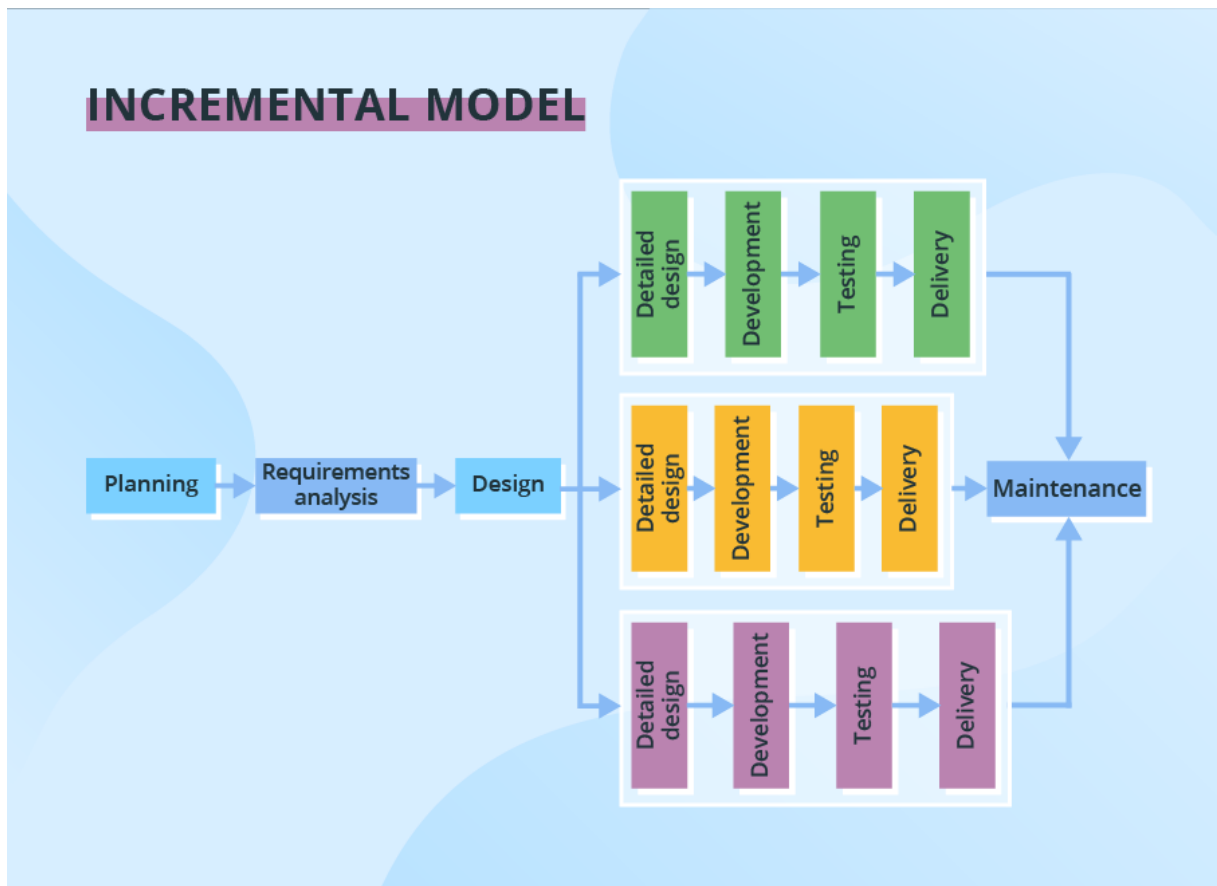 INCREMENTAL MODEL
Detailed
design
Development
Testing
Delivery
Planning
Requirements
analysis
Design
Detailed
design
Development
Testing
Delivery
Maintenance
Detailed
design
Development
Testing
Delivery